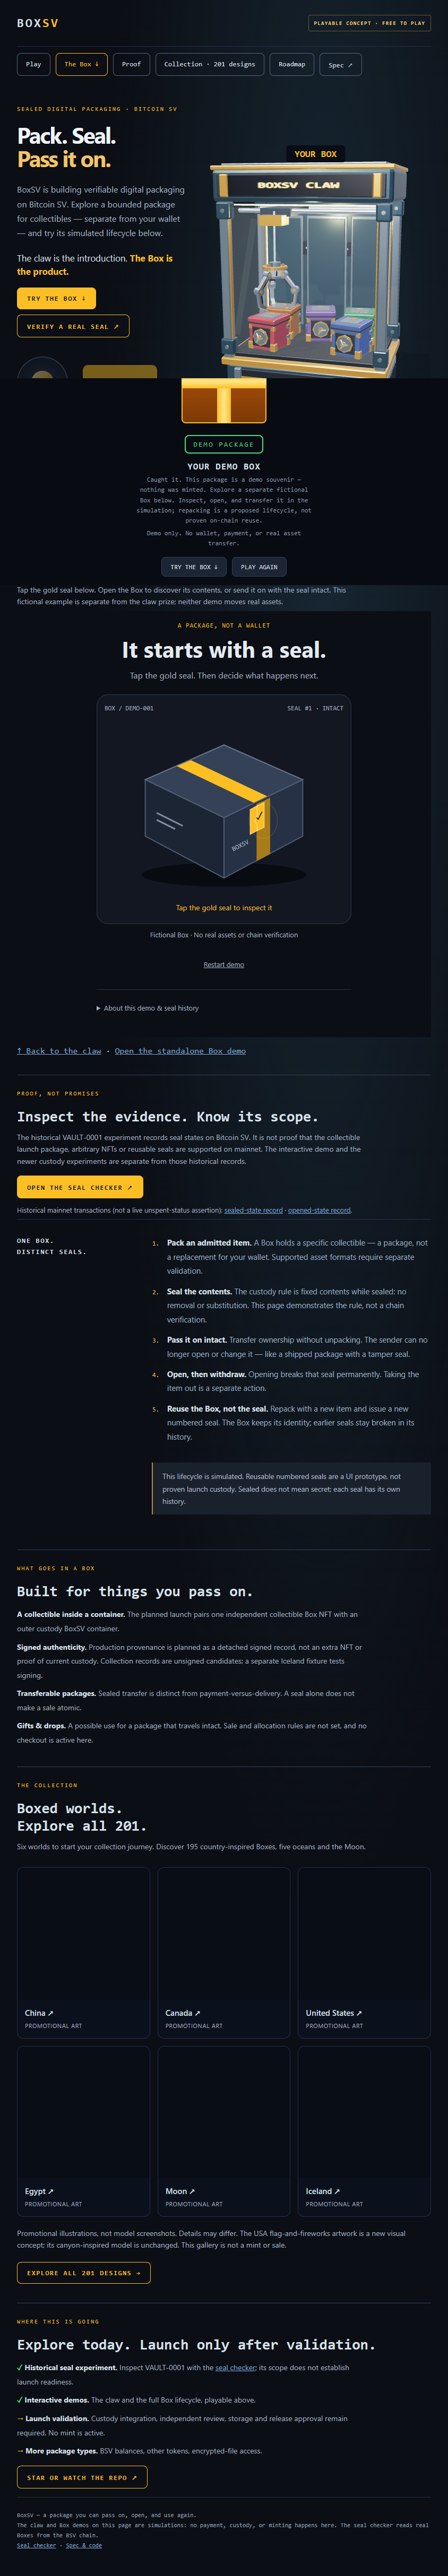 BOXSV
PLAYABLE CONCEPT · FREE TO PLAY
Play
The Box ↓
Proof
Collection · 201 designs
Roadmap
Spec ↗
SEALED DIGITAL PACKAGING · BITCOIN SV
Pack. Seal.
Pass it on.
YOUR BOX
BOXSV CLAW
BoxSV is building verifiable digital packaging
on Bitcoin SV. Explore a bounded package
for collectibles — separate from your wallet
— and try its simulated lifecycle below.
The claw is the introduction. The Box is
the product.
TRY THE BOX ↓
VERIFY A REAL SEAL ↗
DEMO PACKAGE
YOUR DEMO BOX
Caught it. This package is a demo souvenir —
nothing was minted. Explore a separate fictional
Box below. Inspect, open, and transfer it in the
simulation; repacking is a proposed lifecycle, not
proven on-chain reuse.
Demo only. No wallet, payment, or real asset
transfer.
TRY THE BOX ↓
PLAY AGAIN
Tap the gold seal below. Open the Box to discover its contents, or send it on with the seal intact. This
fictional example is separate from the claw prize; neither demo moves real assets.
A PACKAGE, NOT A WALLET
It starts with a seal.
Tap the gold seal. Then decide what happens next.
BOX / DEMO-001
SEAL #1 · INTACT
✓
BOXSV
Tap the gold seal to inspect it
Fictional Box · No real assets or chain verification
Restart demo
▶ About this demo & seal history
↑ Back to the claw · Open the standalone Box demo
PROOF, NOT PROMISES
Inspect the evidence. Know its scope.
The historical VAULT-0001 experiment records seal states on Bitcoin SV. It is not proof that the collectible
launch package, arbitrary NFTs or reusable seals are supported on mainnet. The interactive demo and the
newer custody experiments are separate from those historical records.
OPEN THE SEAL CHECKER ↗
Historical mainnet transactions (not a live unspent-status assertion): sealed-state record · opened-state record.
ONE BOX.
DISTINCT SEALS.
1. Pack an admitted item. A Box holds a specific collectible — a package, not
a replacement for your wallet. Supported asset formats require separate
validation.
2. Seal the contents. The custody rule is fixed contents while sealed: no
removal or substitution. This page demonstrates the rule, not a chain
verification.
3. Pass it on intact. Transfer ownership without unpacking. The sender can no
longer open or change it — like a shipped package with a tamper seal.
4. Open, then withdraw. Opening breaks that seal permanently. Taking the
item out is a separate action.
5. Reuse the Box, not the seal. Repack with a new item and issue a new
numbered seal. The Box keeps its identity; earlier seals stay broken in its
history.
This lifecycle is simulated. Reusable numbered seals are a UI prototype, not
proven launch custody. Sealed does not mean secret; each seal has its own
history.
WHAT GOES IN A BOX
Built for things you pass on.
A collectible inside a container. The planned launch pairs one independent collectible Box NFT with an
outer custody BoxSV container.
Signed authenticity. Production provenance is planned as a detached signed record, not an extra NFT or
proof of current custody. Collection records are unsigned candidates; a separate Iceland fixture tests
signing.
Transferable packages. Sealed transfer is distinct from payment-versus-delivery. A seal alone does not
make a sale atomic.
Gifts & drops. A possible use for a package that travels intact. Sale and allocation rules are not set, and no
checkout is active here.
THE COLLECTION
Boxed worlds.
Explore all 201.
Six worlds to start your collection journey. Discover 195 country-inspired Boxes, five oceans and the Moon.
China ↗
PROMOTIONAL ART
Canada ↗
PROMOTIONAL ART
United States ↗
PROMOTIONAL ART
Egypt ↗
PROMOTIONAL ART
Moon ↗
PROMOTIONAL ART
Iceland ↗
PROMOTIONAL ART
Promotional illustrations, not model screenshots. Details may differ. The USA flag-and-fireworks artwork is a new visual
concept; its canyon-inspired model is unchanged. This gallery is not a mint or sale.
EXPLORE ALL 201 DESIGNS →
WHERE THIS IS GOING
Explore today. Launch only after validation.
✓ Historical seal experiment. Inspect VAULT-0001 with the seal checker; its scope does not establish
launch readiness.
✓ Interactive demos. The claw and the full Box lifecycle, playable above.
→ Launch validation. Custody integration, independent review, storage and release approval remain
required. No mint is active.
→ More package types. BSV balances, other tokens, encrypted-file access.
STAR OR WATCH THE REPO ↗
BoxSV — a package you can pass on, open, and use again.
The claw and Box demos on this page are simulations: no payment, custody, or minting happens here. The seal checker reads real
Boxes from the BSV chain.
Seal checker · Spec & code